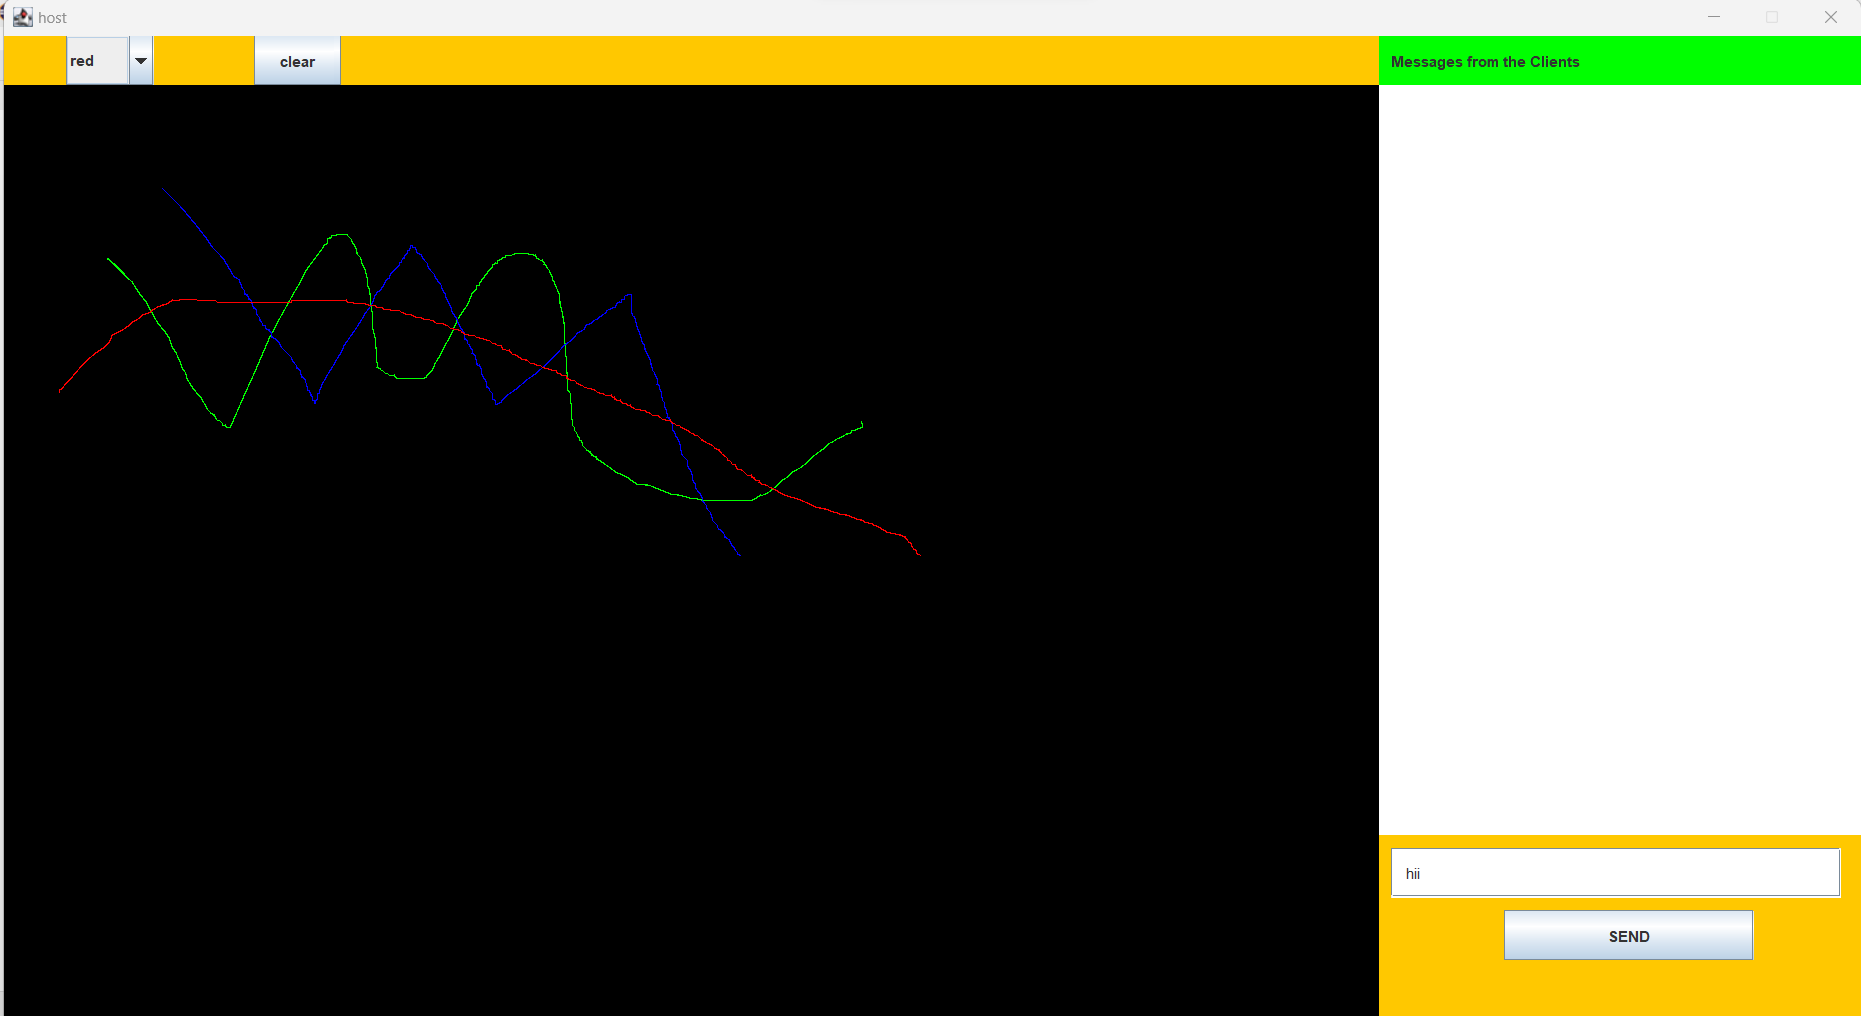 host
red
clear
Messages from the Clients
hii
SEND